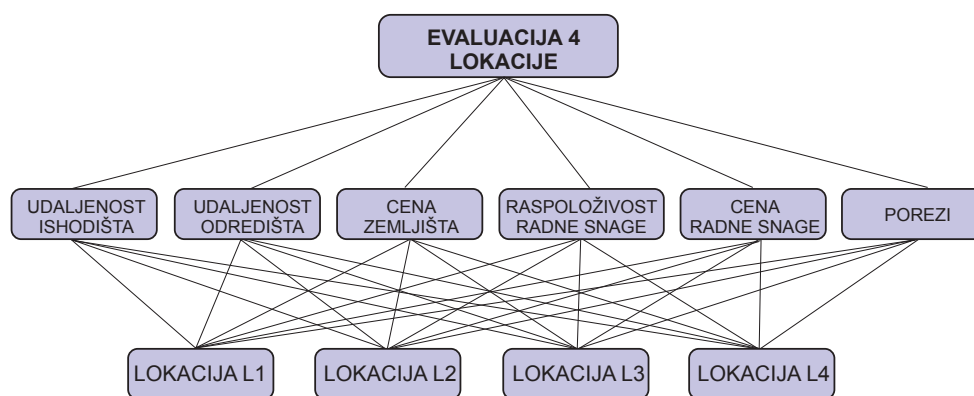 EVALUACIJA 4
LOKACIJE
UDALJENOST
ISHODIŠTA
UDALJENOST
ODREDIŠTA
CENA
ZEMLJIŠTA
RASPOLOŽIVOST
RADNE SNAGE
CENA
RADNE SNAGE
POREZI
LOKACIJA L1
LOKACIJA L2
LOKACIJA L3
LOKACIJA L4